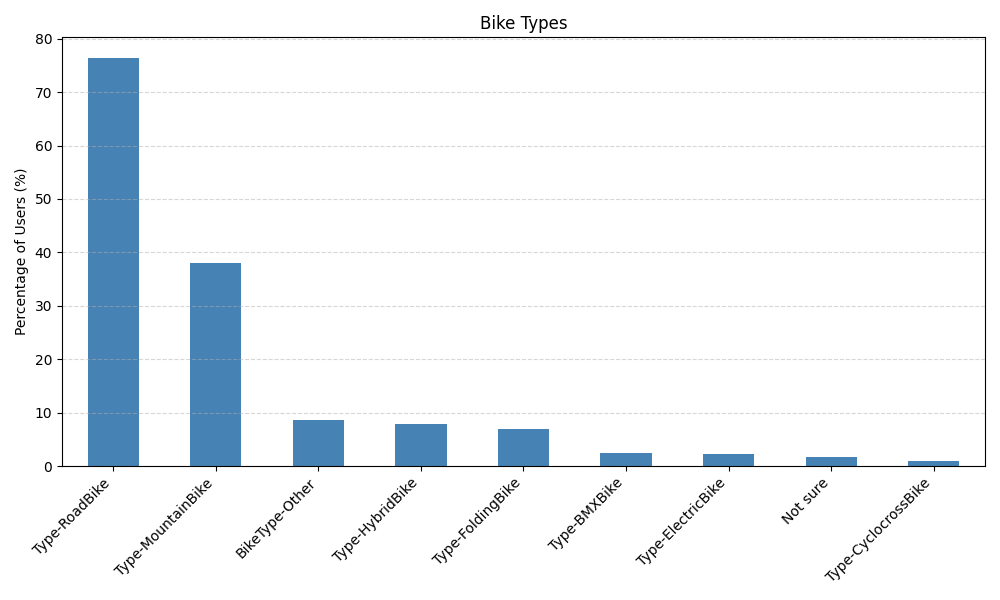 Bike Types
Percentage of Users (%)
80
70
60
50
40
30
20
10
0
Type-RoadBike
Type-MountainBike
BikeType-Other
Type-HybridBike
Type-FoldingBike
Type-BMXBike
Type-ElectricBike
Not sure
Type-CyclocrossBike